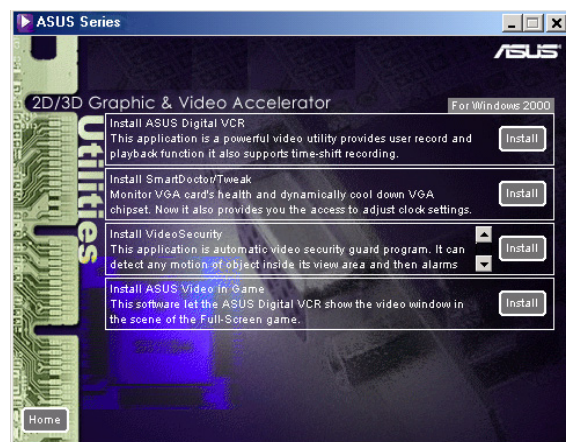 ASUS Series
ASUS
2D/3D Graphic & Video Accelerator
For Windows 2000
Utilities
Install ASUS Digital VCR
This application is a powerful video utility provides user record and
playback function it also supports time-shift recording.
Install
Install SmartDoctor/Tweak
Monitor VGA card's health and dynamically cool down VGA
chipset. Now it also provides you the access to adjust clock settings.
Install
Install VideoSecurity
This application is automatic video security guard program. It can
detect any motion of object inside its view area and then alarms
Install
Install ASUS Video in Game
This software let the ASUS Digital VCR show the video window in
the scene of the Full-Screen game.
Install
Home